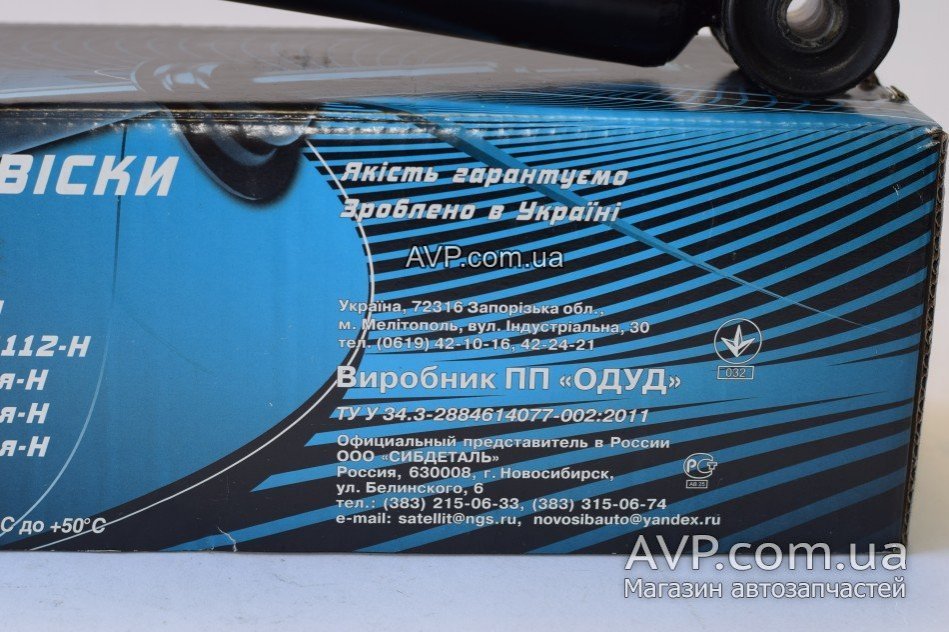 ВІСКИ
Якість гарантуємо
Зроблено в Україні
AVP.com.ua
Україна, 72316 Запорізька обл.,
м. Мелітополь, вул. Індустріальна, 30
тел. (0619) 42-10-16, 42-24-21
112-Н
032
Виробник ПП «ОДУД»
я-Н
ТУ У 34.3-2884614077-002:2011
я-Н
Официальный представитель в России
ООО «СИБДЕТАЛЬ»
я-Н
Россия, 630008, г. Новосибирск,
ул. Белинского, 6
АВ 25
тел.: (383) 215-06-33, (383) 315-06-74
e-mail: satellit@ngs.ru, novosibauto@yandex.ru
С до +50°С
AVP.com.ua
Магазин автозапчастей